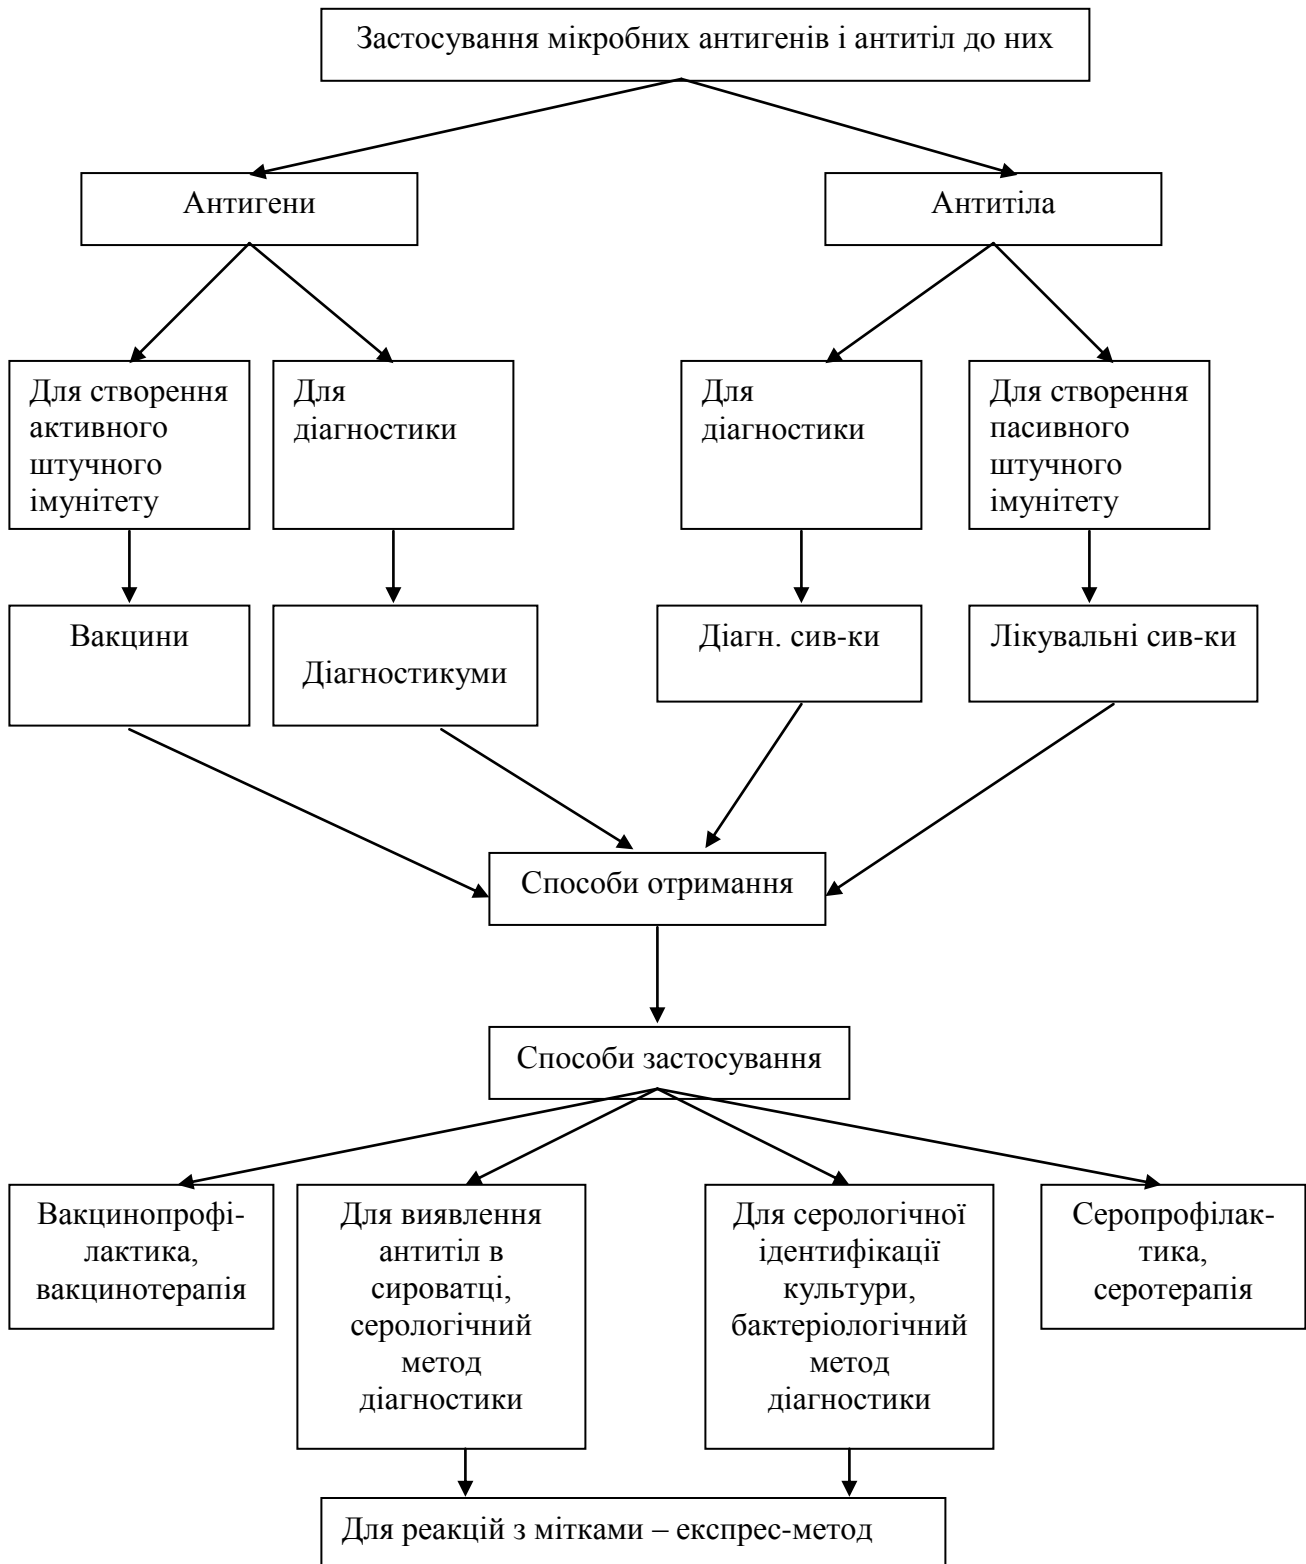 Застосування мікробних антигенів і антитіл до них
Антигени
Антитіла
Для створення
активного
штучного
імунітету
Для
діагностики
Для
діагностики
Для створення
пасивного
штучного
імунітету
Вакцини
Діагностикуми
Діагн. сив-ки
Лікувальні сив-ки
Способи отримання
Способи застосування
Вакцинопрофі-
лактика,
вакцинотерапія
Для виявлення
антитіл в
сироватці,
серологічний
метод
діагностики
Для серологічної
ідентифікації
культури,
бактеріологічний
метод
діагностики
Серопрофілак-
тика,
серотерапія
Для реакцій з мітками – експрес-метод